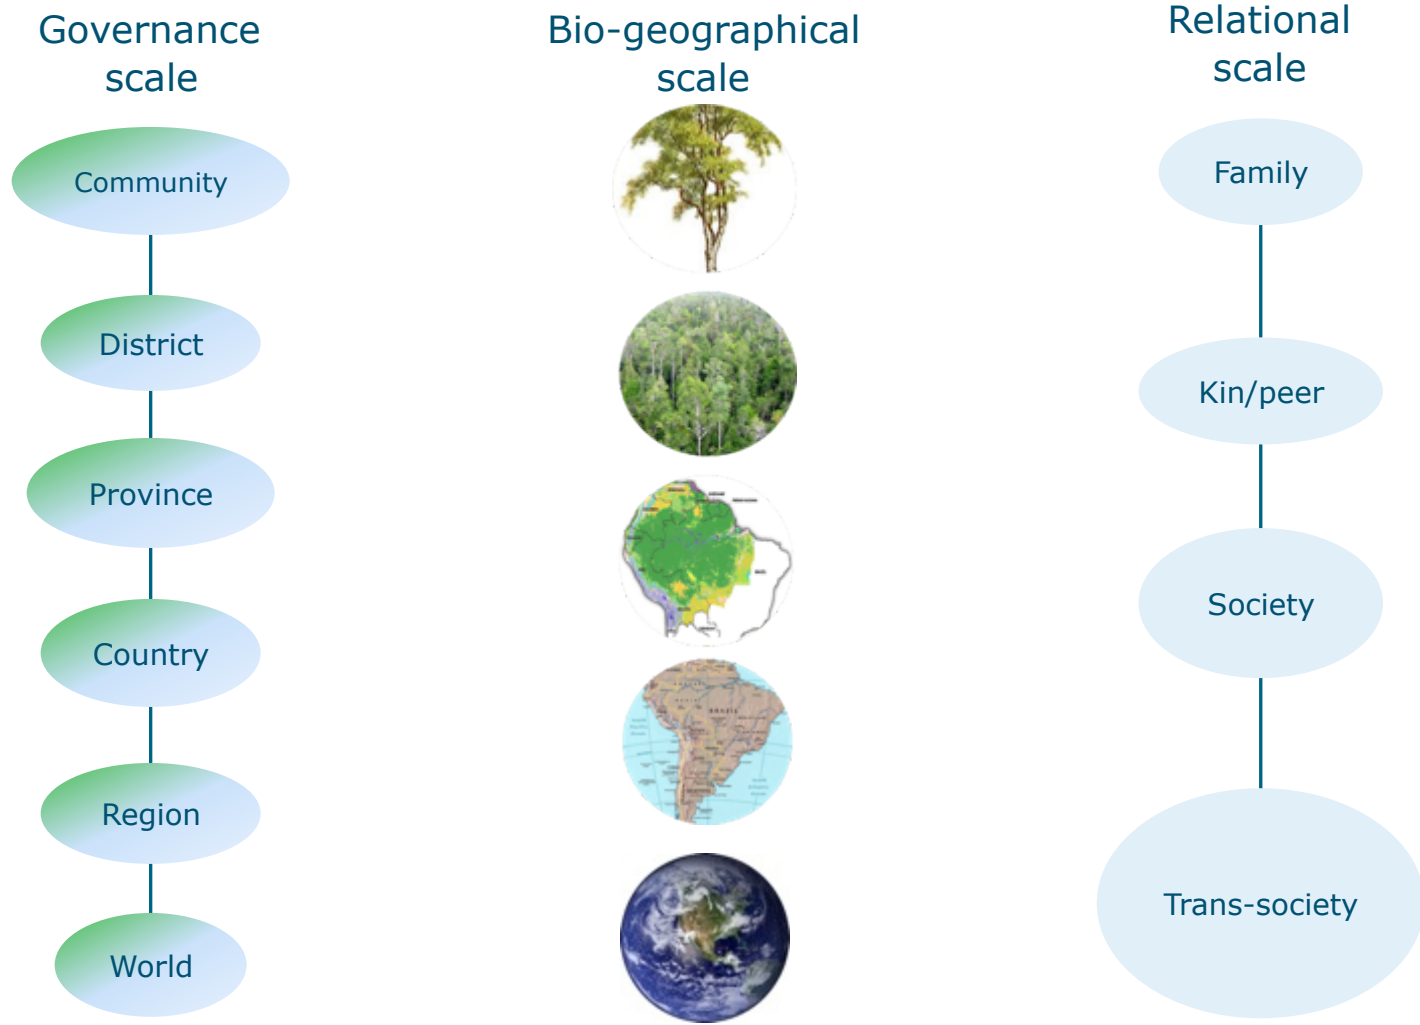 Governance
scale
Community
District
Province
Country
Region
World
Bio-geographical
scale
BRAZIL
Relational
scale
Family
Kin/peer
Society
Trans-society